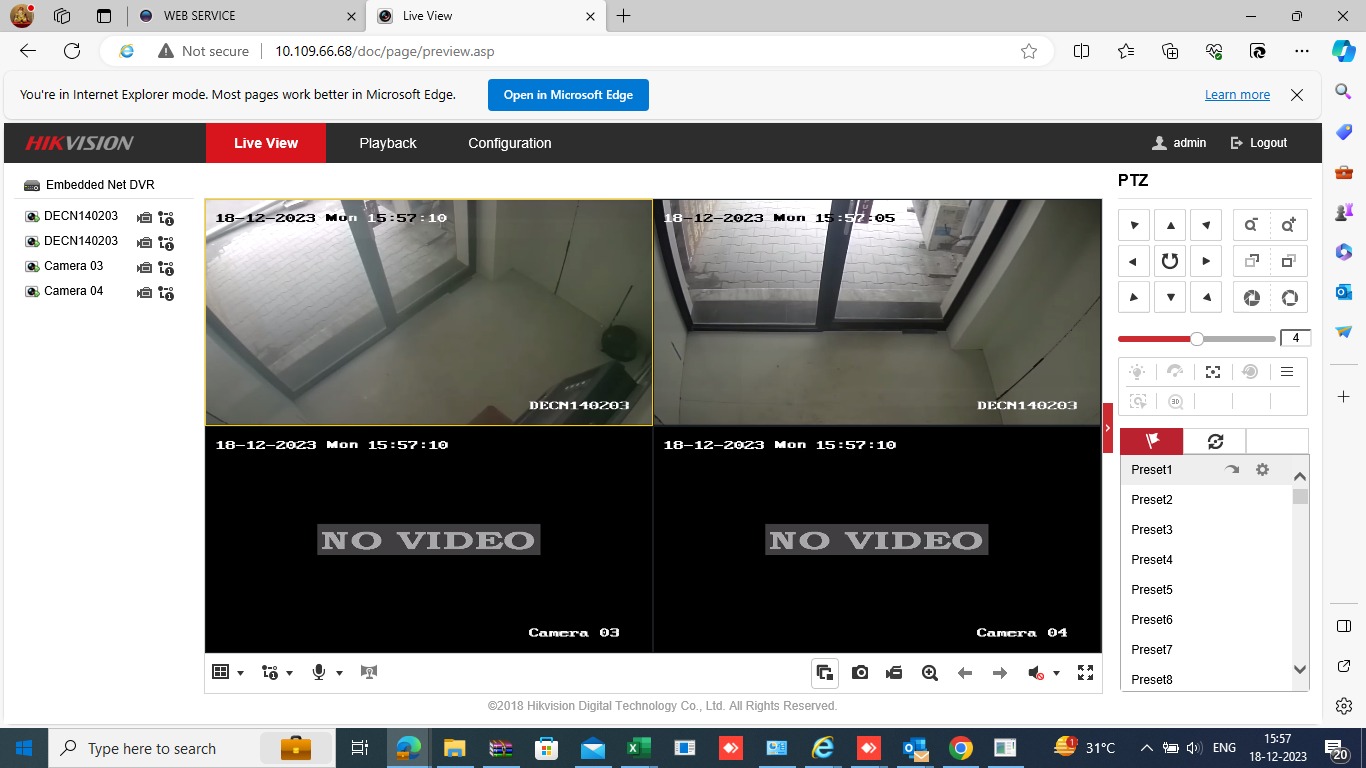 WEB SERVICE
Live View
Not secure
10.109.66.68/doc/page/preview.asp
You're in Internet Explorer mode. Most pages work better in Microsoft Edge.
Open in Microsoft Edge
Learn more
HIKVISION
Live View
Playback
Configuration
admin
Logout
Embedded Net DVR
DECN140203
DECN140203
Camera 03
Camera 04
18-12-2023 Mon 15:57:10
DECN140203
18-12-2023 Mon 15:57:05
DECN140203
18-12-2023 Mon 15:57:10
NO VIDEO
Camera 03
18-12-2023 Mon 15:57:10
NO VIDEO
Camera 04
PTZ
4
3D
Preset1
Preset2
Preset3
Preset4
Preset5
Preset6
Preset7
Preset8
©2018 Hikvision Digital Technology Co., Ltd. All Rights Reserved.
Type here to search
1
31°C
ENG
15:57
18-12-2023
20